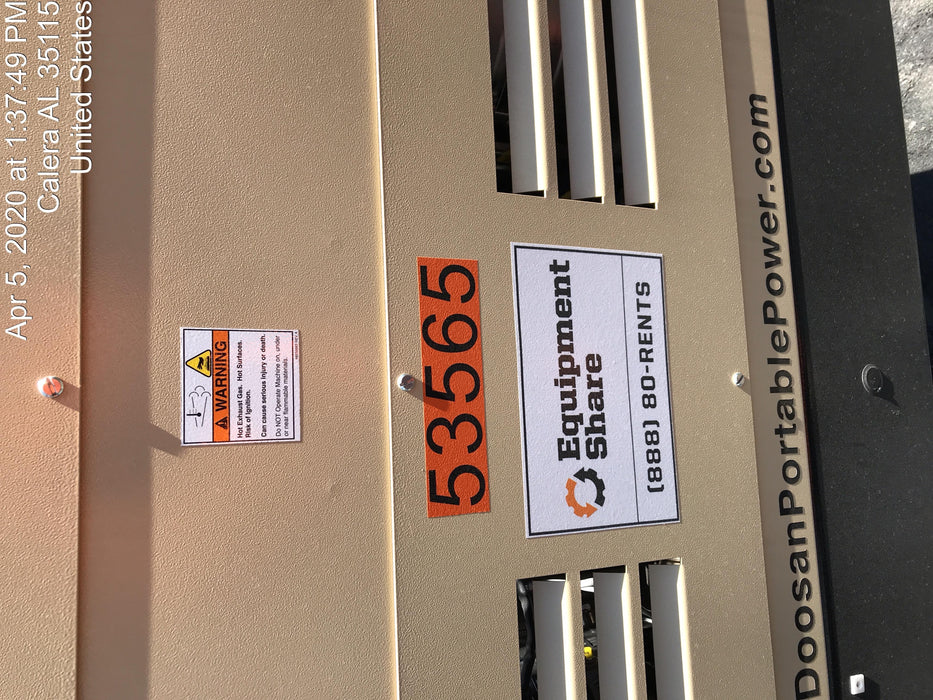 Apr 5, 2020 at 1:37:49 PM
Calera AL 35115
United States
WARNING
Hot Exhaust Gas. Hot Surfaces.
Risk of Ignition.
Can cause serious Injury or death.
Do NOT Operate Machine on, under
or near flammable materials.
53565
Equipment
Share
(888) 80-RENTS
DoosanPortablePower.com